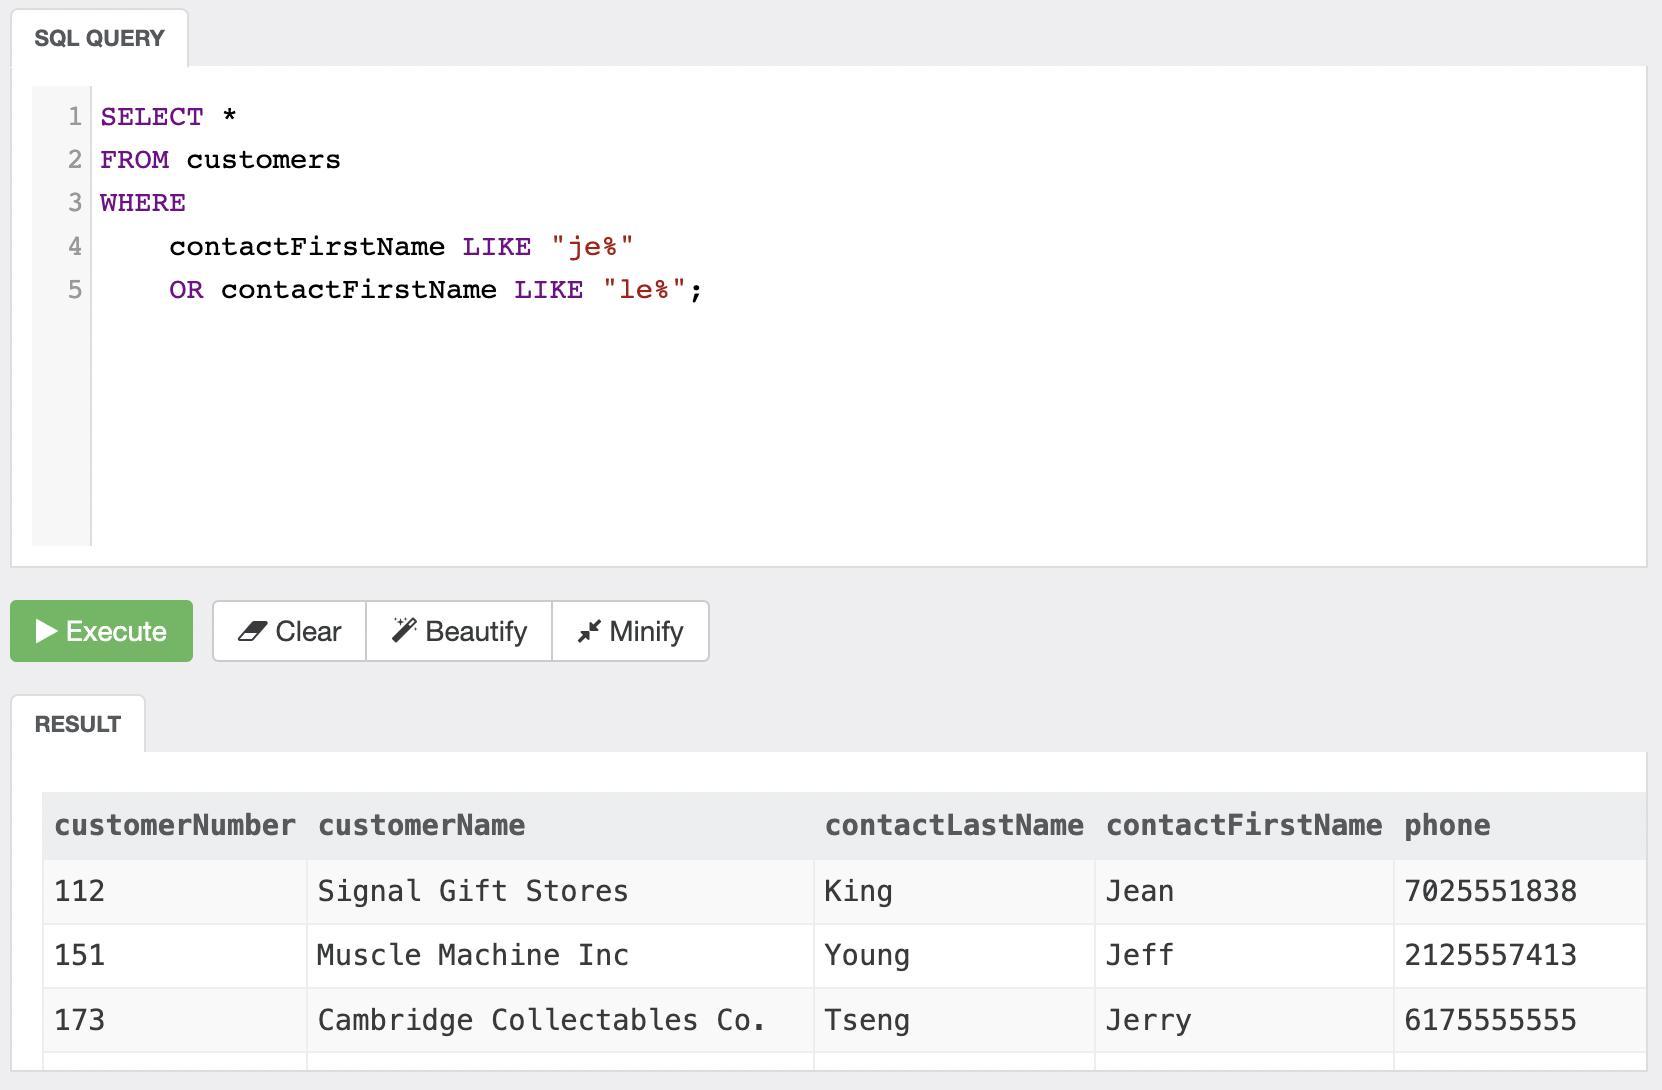 SQL QUERY
1 SELECT *
2 FROM customers
3 WHERE
4     contactFirstName LIKE "je%"
5     OR contactFirstName LIKE "le%";
Execute Clear Beautify Minify
RESULT
customerNumber customerName contactLastName contactFirstName phone
112 Signal Gift Stores King Jean 7025551838
151 Muscle Machine Inc Young Jeff 2125557413
173 Cambridge Collectables Co. Tseng Jerry 6175555555